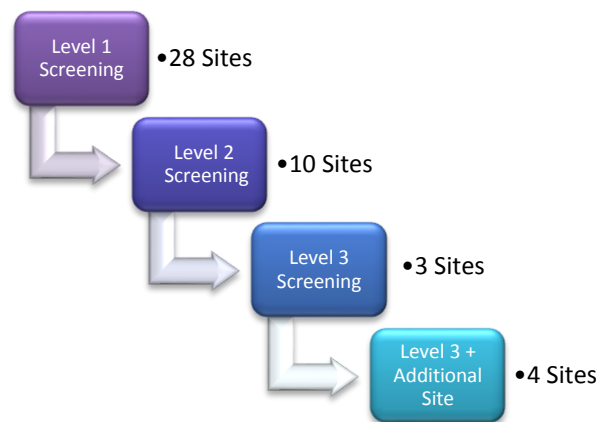 Level 1
Screening
•28 Sites
Level 2
Screening
•10 Sites
Level 3
Screening
•3 Sites
Level 3 +
Additional
Site
•4 Sites